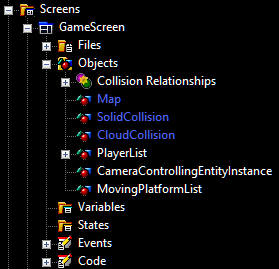 Screens
GameScreen
Files
Objects
Collision Relationships
Map
SolidCollision
CloudCollision
PlayerList
CameraControllingEntityInstance
MovingPlatformList
Variables
States
Events
Code